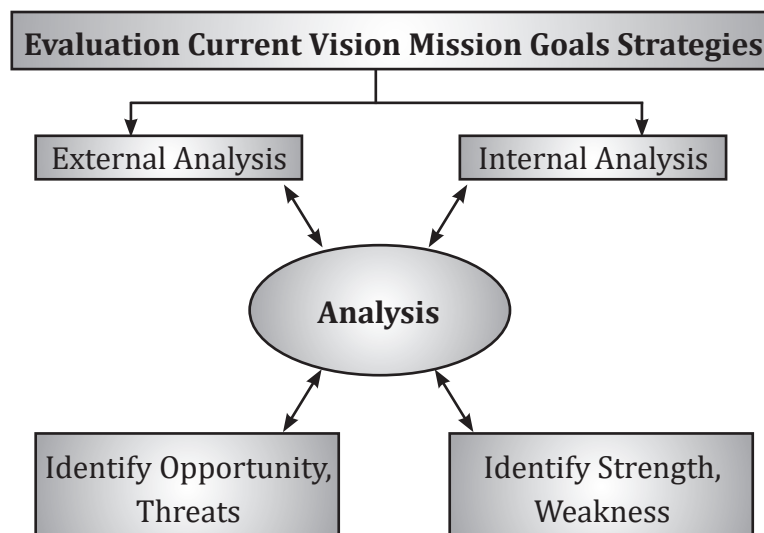 Evaluation Current Vision Mission Goals Strategies
External Analysis
Internal Analysis
Analysis
Identify Opportunity,
Threats
Identify Strength,
Weakness